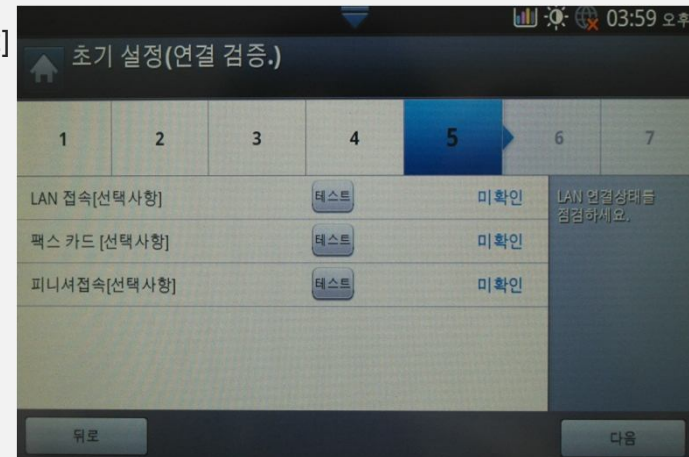 ]
03:59 오후
초기 설정(연결 검증.)
1 2 3 4 5 6 7
LAN 접속[선택사항] 테스트 미확인
팩스 카드 [선택사항] 테스트 미확인
피니셔접속[선택사항] 테스트 미확인
LAN 연결상태를
점검하세요.
뒤로 다음